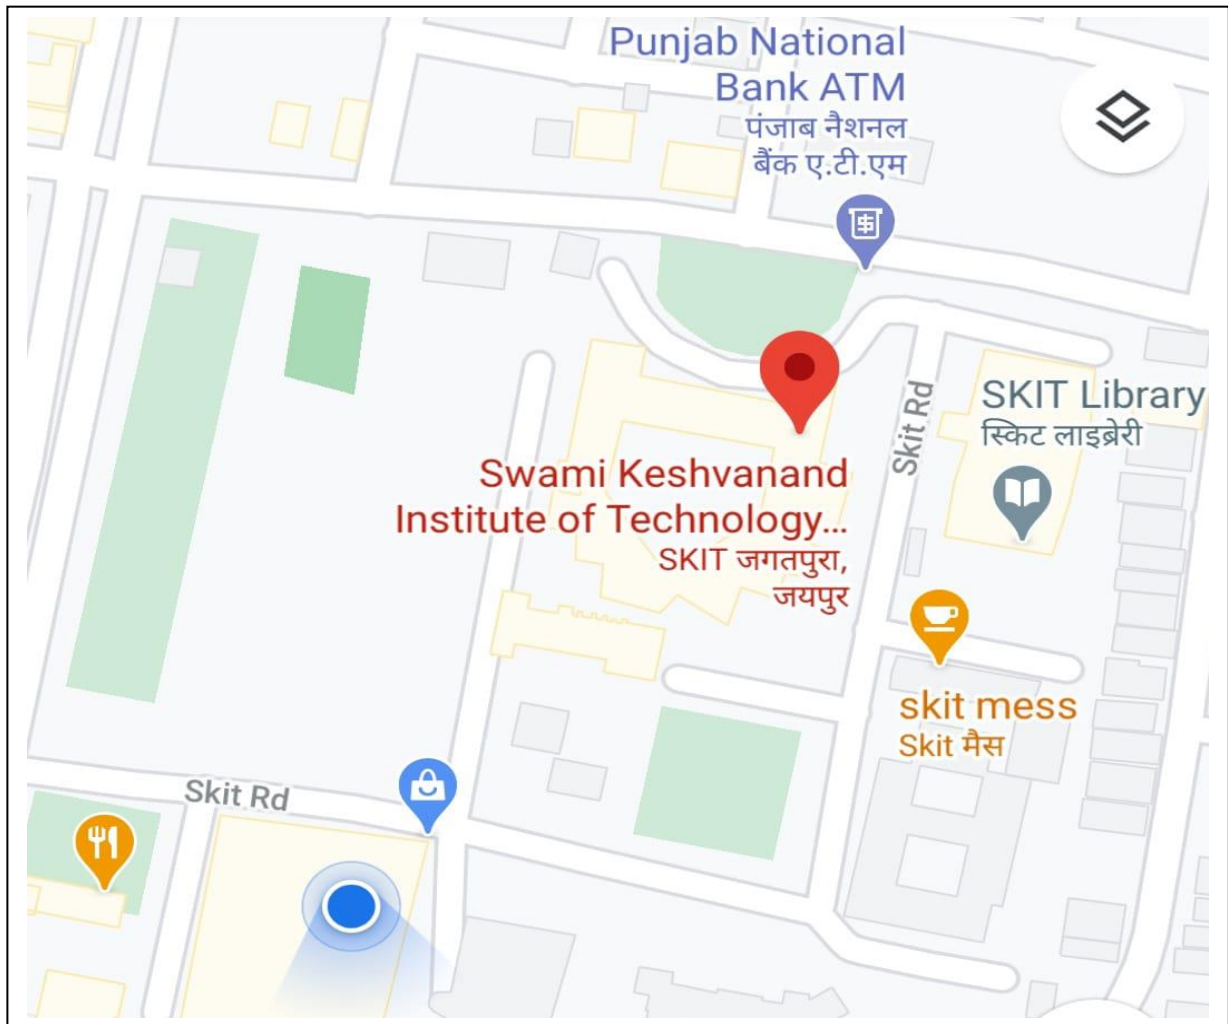 Punjab National
Bank ATM
पंजाब नैशनल
बैंक ए.टी.एम
Skit Rd
SKIT Library
स्किट लाइब्रेरी
Swami Keshvanand
Institute of Technology...
SKIT जगतपुरा,
जयपुर
skit mess
Skit मैस
Skit Rd